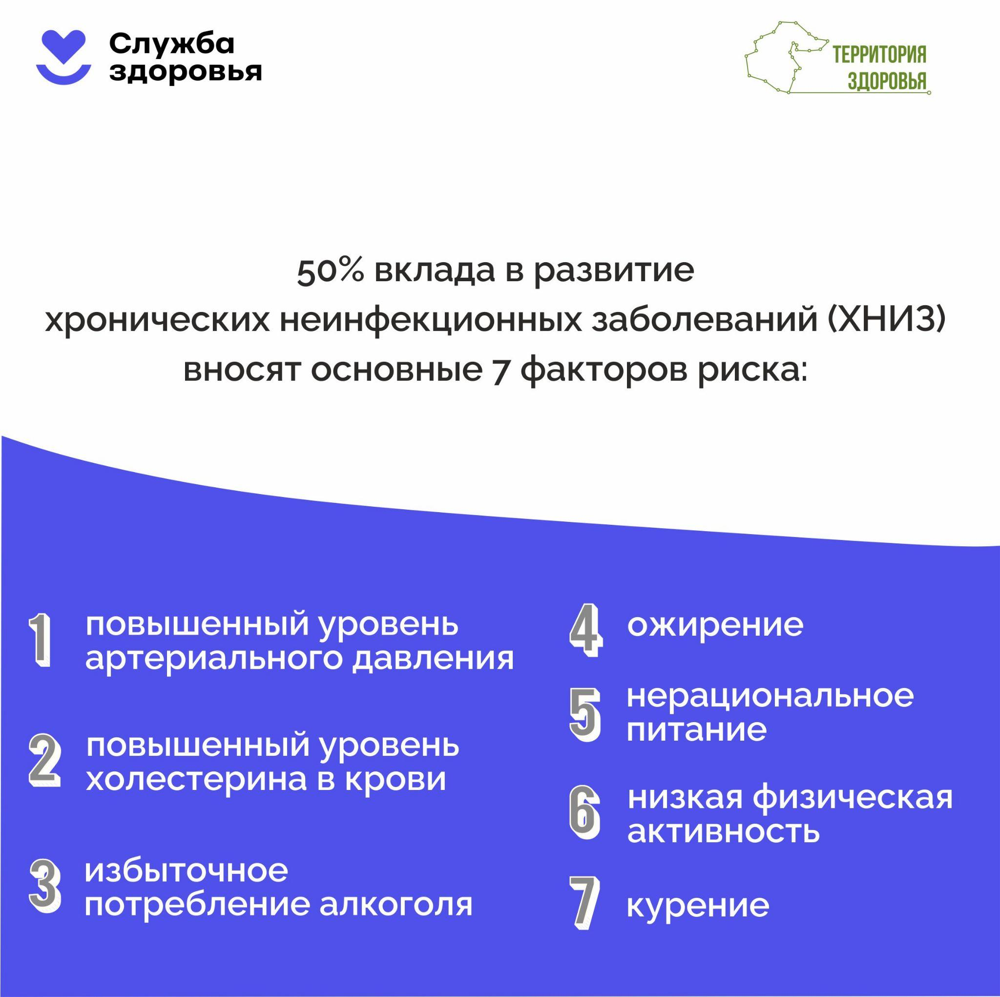 Служба
здоровья
ТЕРРИТОРИЯ
ЗДОРОВЬЯ
50% вклада в развитие
хронических неинфекционных заболеваний (ХНИЗ)
вносят основные 7 факторов риска:
1 повышенный уровень
артериального давления
2 повышенный уровень
холестерина в крови
3 избыточное
потребление алкоголя
4 ожирение
5 нерациональное
питание
6 низкая физическая
активность
7 курение